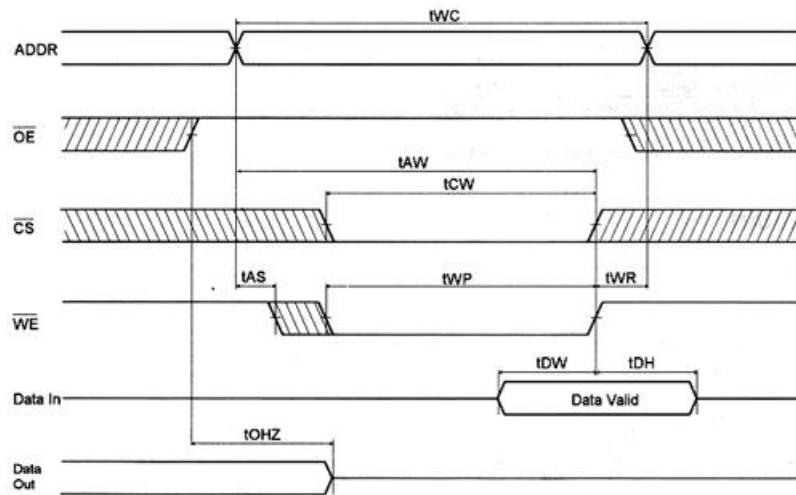 tWC
ADDR
OE
tAW
tCW
CS
tAS
tWP
tWR
WE
tDW
tDH
Data In
Data Valid
tOHZ
Data
Out